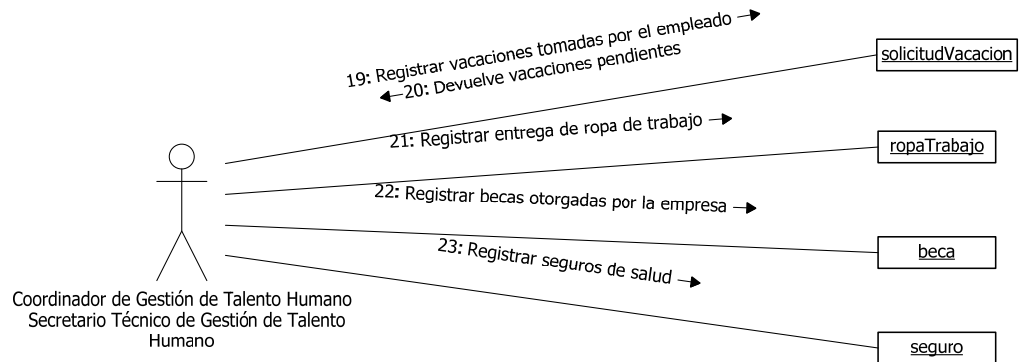 19: Registrar vacaciones tomadas por el empleado
20: Devuelve vacaciones pendientes
solicitudVacacion
21: Registrar entrega de ropa de trabajo
ropaTrabajo
22: Registrar becas otorgadas por la empresa
beca
23: Registrar seguros de salud
seguro
Coordinador de Gestión de Talento Humano
Secretario Técnico de Gestión de Talento
Humano